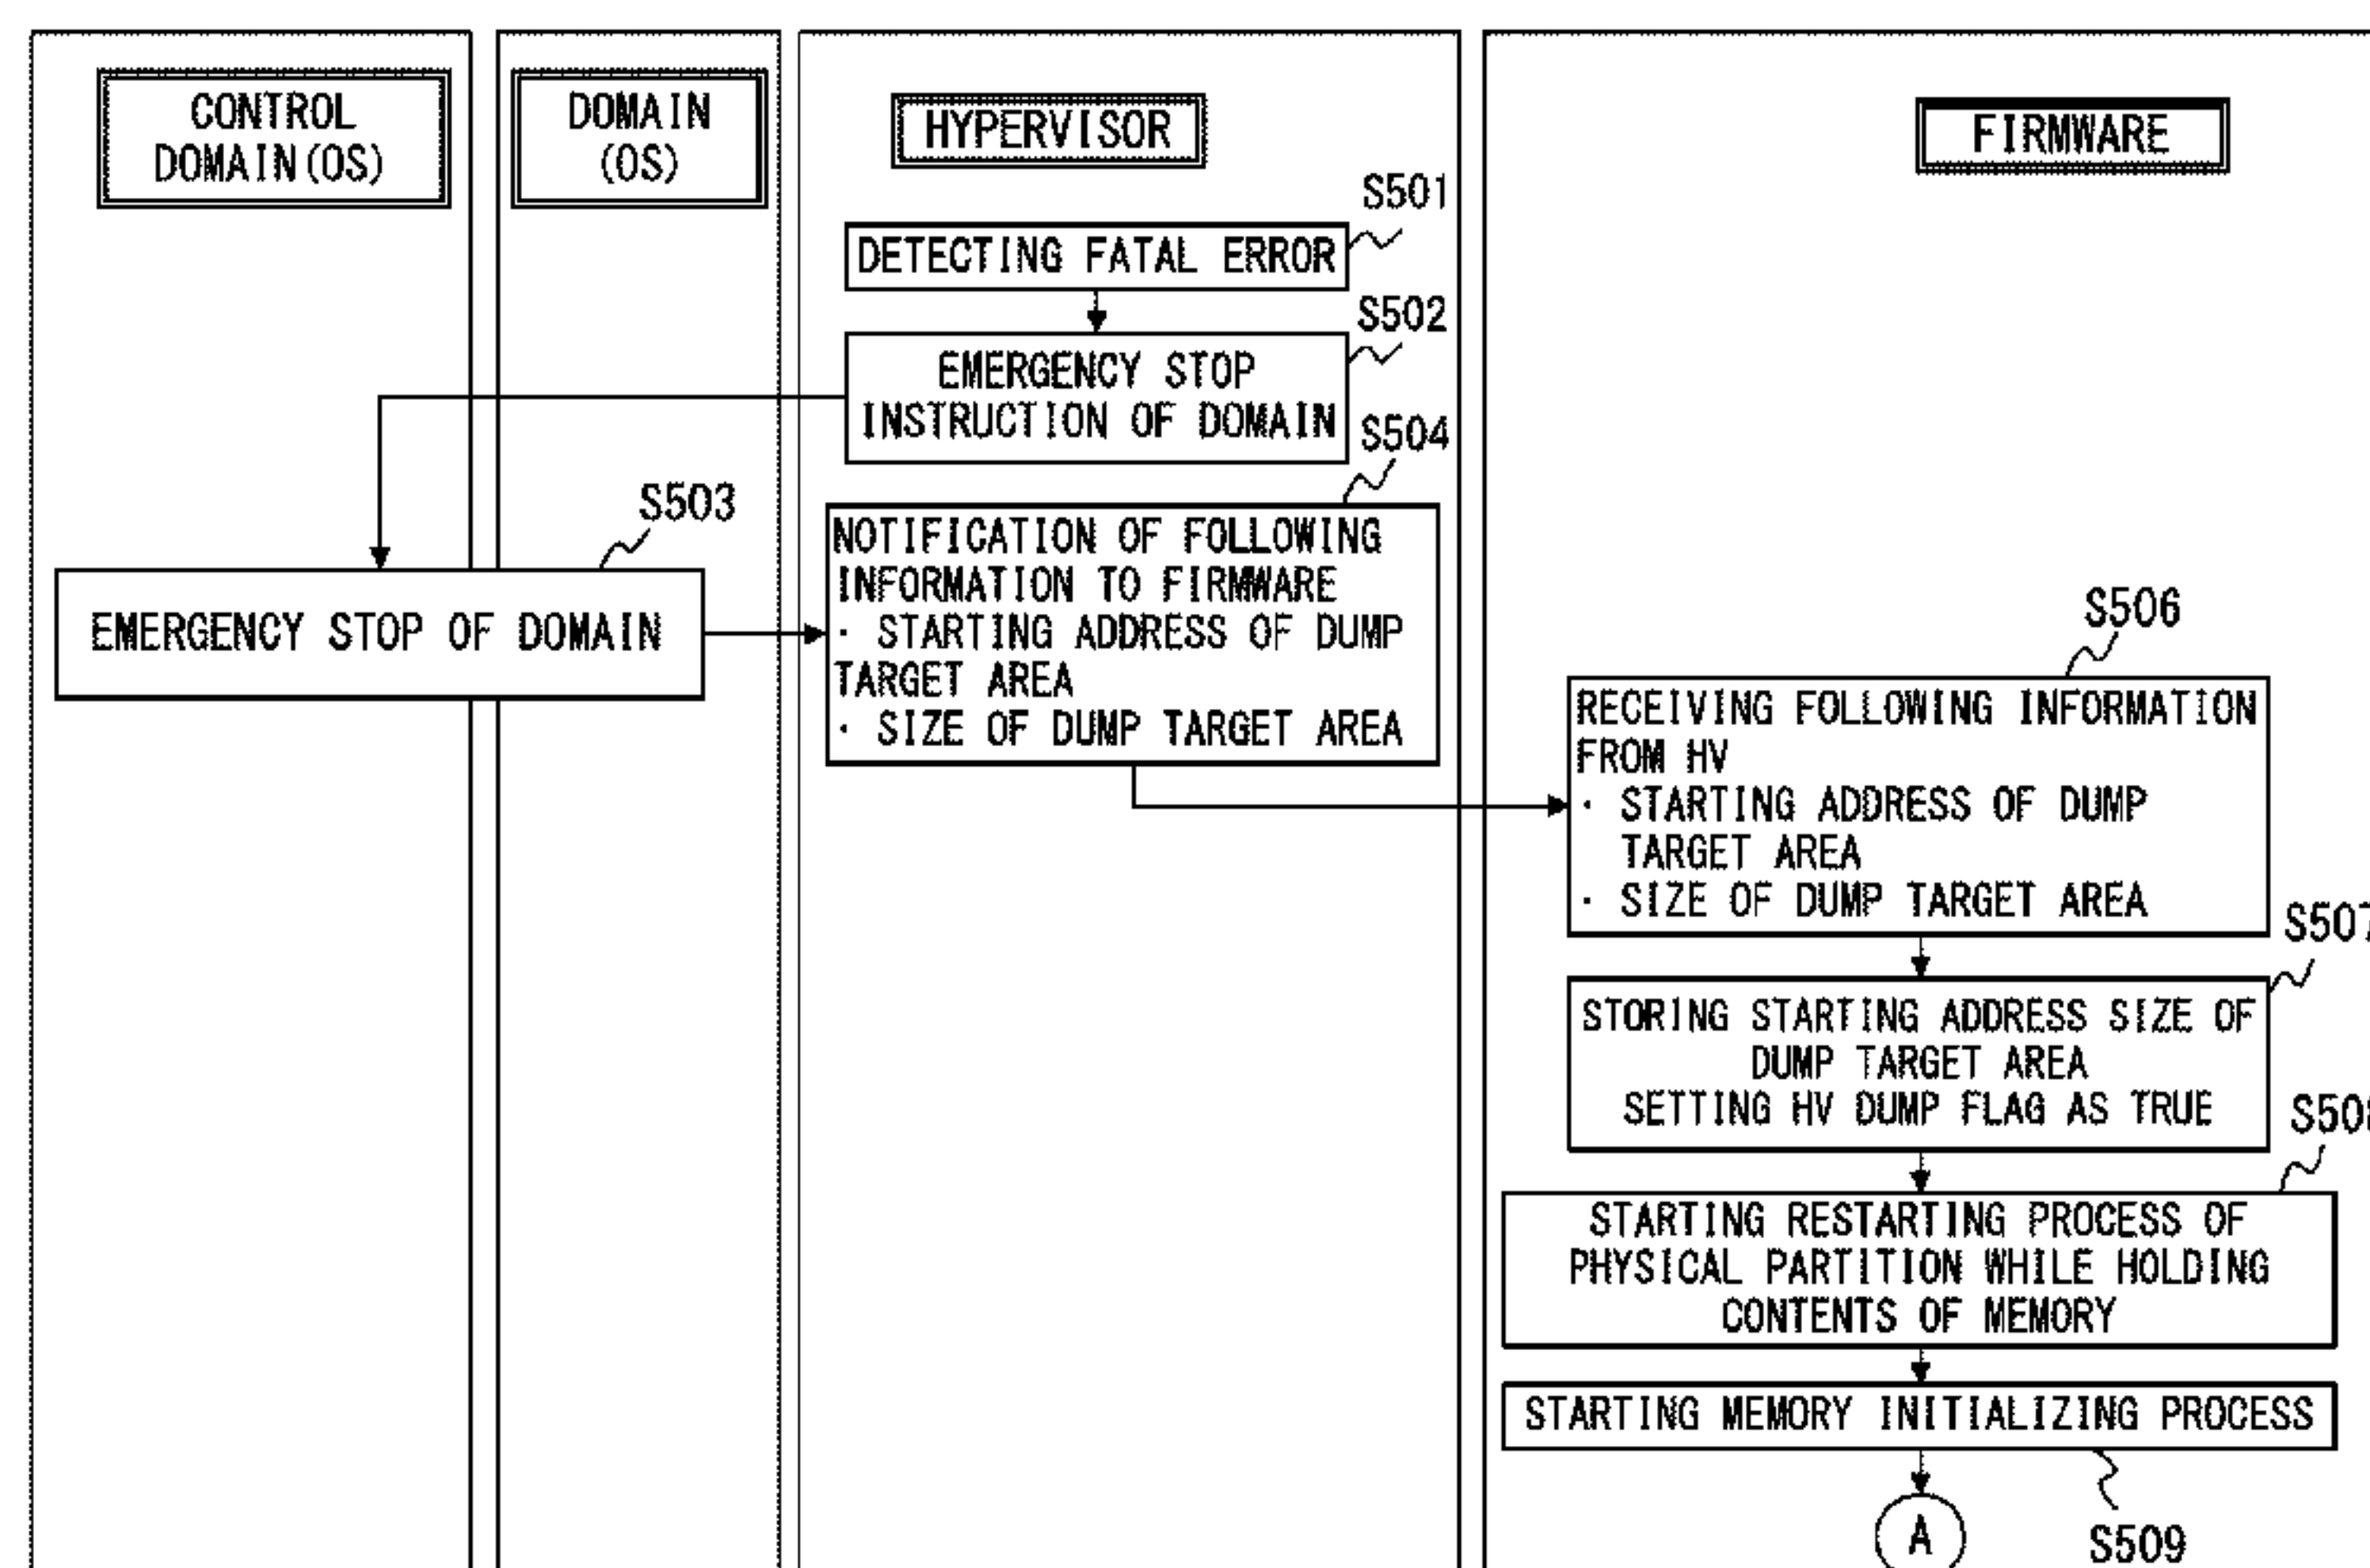 CONTROL
DOMAIN(OS)
DOMAIN
(OS)
HYPERVISOR
FIRMWARE
S501
DETECTING FATAL ERROR
S502
EMERGENCY STOP
INSTRUCTION OF DOMAIN
S503
EMERGENCY STOP OF DOMAIN
S504
NOTIFICATION OF FOLLOWING
INFORMATION TO FIRMWARE
· STARTING ADDRESS OF DUMP
TARGET AREA
· SIZE OF DUMP TARGET AREA
S506
RECEIVING FOLLOWING INFORMATION
FROM HV
· STARTING ADDRESS OF DUMP
TARGET AREA
· SIZE OF DUMP TARGET AREA
S507
STORING STARTING ADDRESS SIZE OF
DUMP TARGET AREA
SETTING HV DUMP FLAG AS TRUE
S508
STARTING RESTARTING PROCESS OF
PHYSICAL PARTITION WHILE HOLDING
CONTENTS OF MEMORY
STARTING MEMORY INITIALIZING PROCESS
A
S509